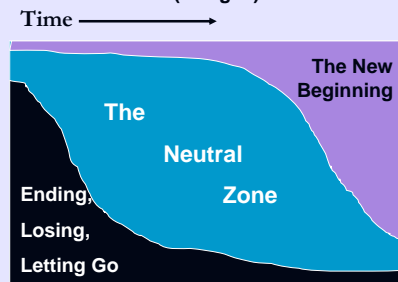 Time
The New
Beginning
The
Neutral
Zone
Ending,
Losing,
Letting Go